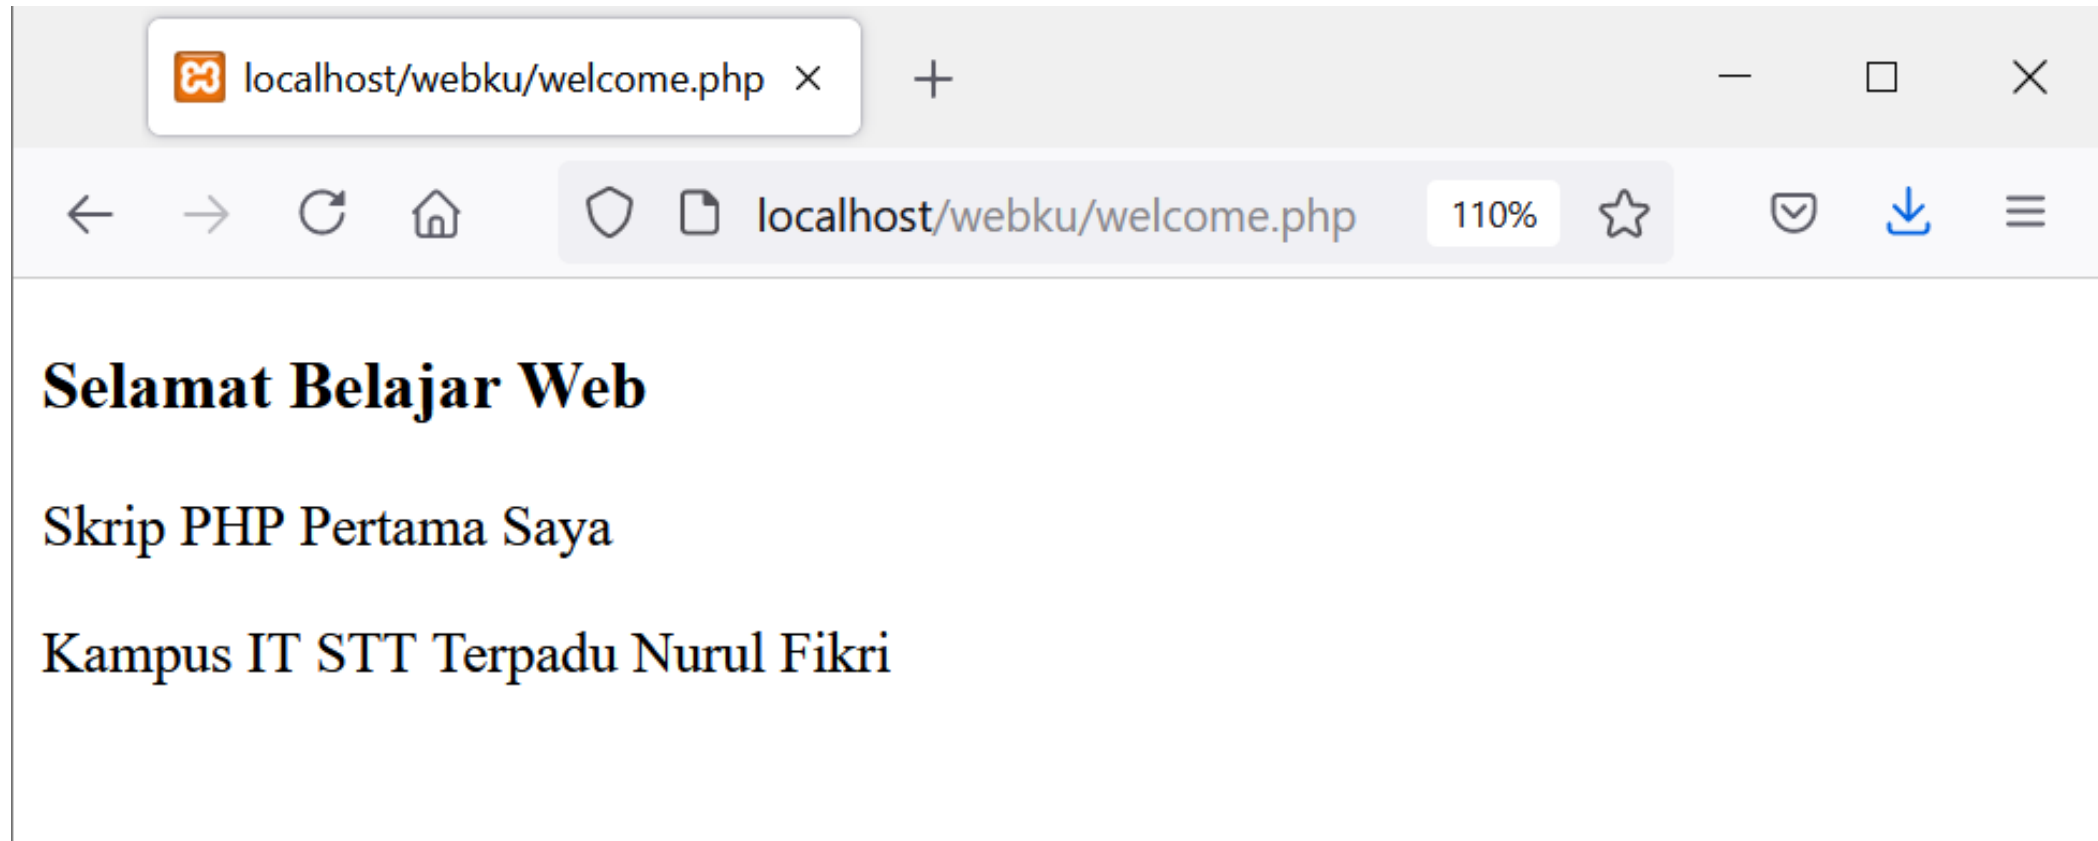 localhost/webku/welcome.php
localhost/webku/welcome.php 110%
Selamat Belajar Web
Skrip PHP Pertama Saya
Kampus IT STT Terpadu Nurul Fikri